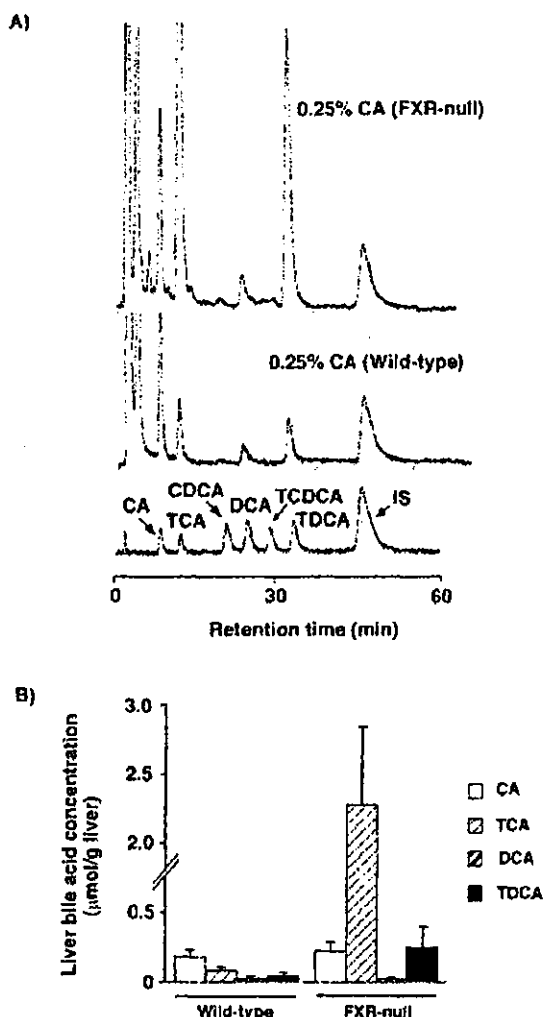 A)
0.25% CA (FXR-null)
0.25% CA (Wild-type)
CDCA DCA TCDCA
CA TCA TDCA IS
0 30 60
Retention time (min)
B)
Liver bile acid concentration
(μmol/g liver)
3.0
2.5
2.0
0.5
0
CA
TCA
DCA
TDCA
Wild-type FXR-null